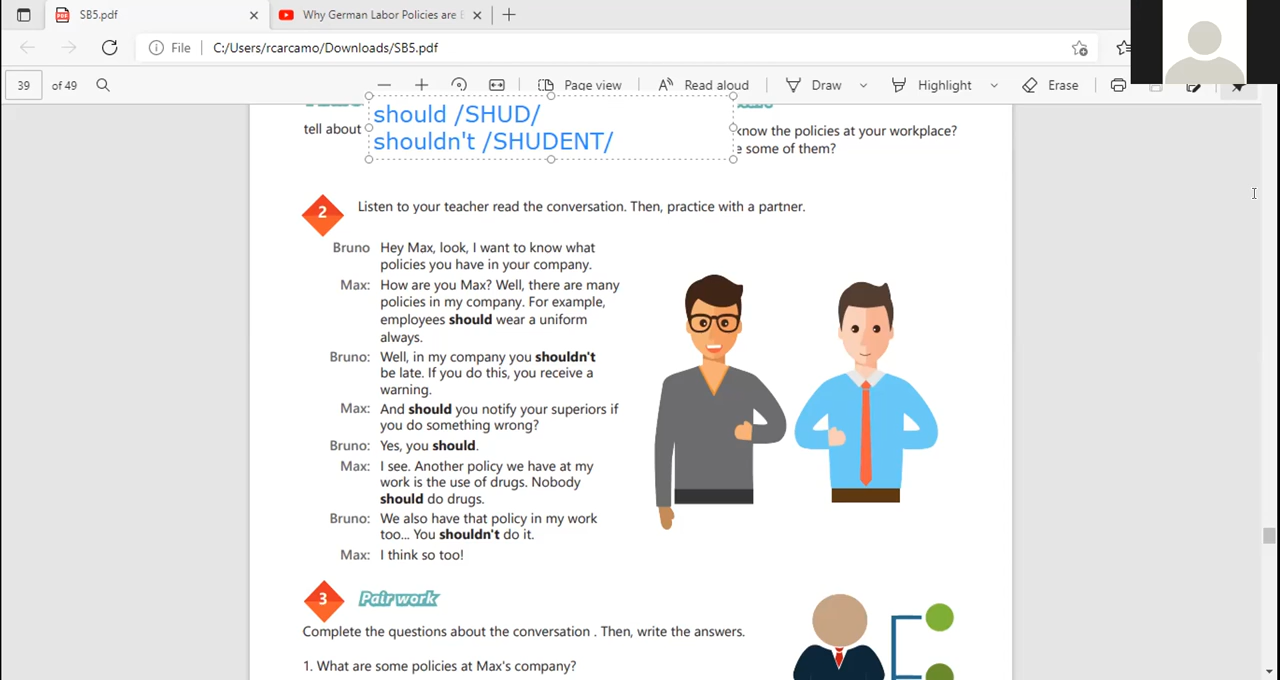 SB5.pdf
Why German Labor Policies are
File
C:/Users/rcarcamo/Downloads/SB5.pdf
39 of 49
Page view
Read aloud
Draw
Highlight
Erase
should /SHUD/
shouldn't /SHUDENT/
tell about
know the policies at your workplace?
some of them?
2
Listen to your teacher read the conversation. Then, practice with a partner.
Bruno Hey Max, look, I want to know what
policies you have in your company.
Max: How are you Max? Well, there are many
policies in my company. For example,
employees should wear a uniform
always.
Bruno: Well, in my company you shouldn't
be late. If you do this, you receive a
warning.
Max: And should you notify your superiors if
you do something wrong?
Bruno: Yes, you should.
Max: I see. Another policy we have at my
work is the use of drugs. Nobody
should do drugs.
Bruno: We also have that policy in my work
too... You shouldn't do it.
Max: I think so too!
3
Pair work
Complete the questions about the conversation . Then, write the answers.
1. What are some policies at Max's company?